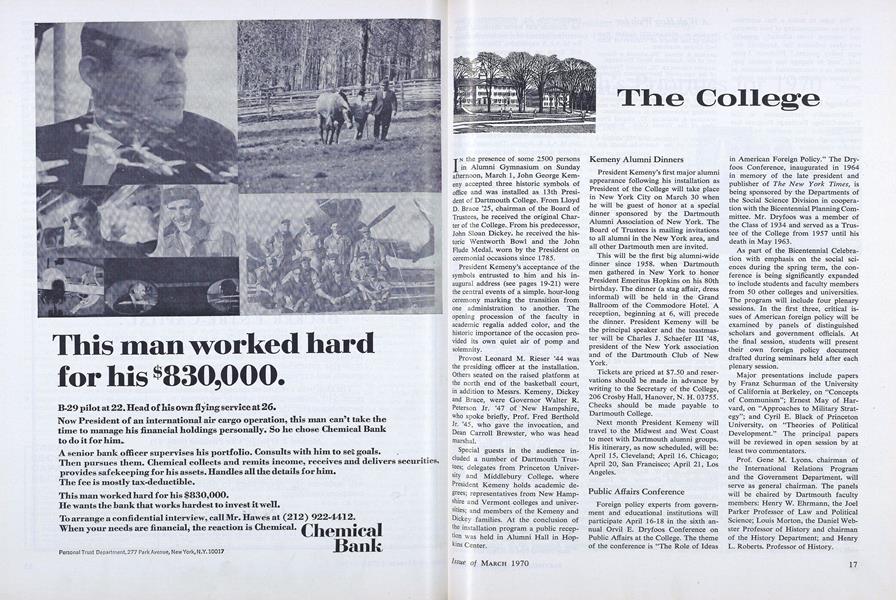 This man worked hard
for his $830,000.
B-29 pilot at 22. Head of his own flying service at 26.
Now President of an international air cargo operation, this man can't take the
time to manage his financial holdings personally. So he chose Chemical Bank
to do it for him.
A senior bank officer supervises his portfolio. Consults with him to set goals.
Then pursues them. Chemical collects and remits income, receives and delivers securities,
provides safekeeping for his assets. Handles all the details for him.
The fee is mostly tax-deductible.
This man worked hard for his $830,000.
He wants the bank that works hardest to invest it well.
To arrange a confidential interview, call Mr. Hawes at (212) 922-4412.
When your needs are financial, the reaction is Chemical.
Chemical
Bank
Personal Trust Department, 277 Park Avenue, New York, N.Y. 10017
The College
IN the presence of some 2500 persons
in Alumni Gymnasium on Sunday
afternoon, March 1, John George Kem-
eny accepted three historic symbols of
office and was installed as 13th Presi-
dent of Dartmouth College. From Lloyd
D. Brace '25, chairman of the Board of
Trustees, he received the original Char-
ter of the College. From his predecessor,
John Sloan Dickey, he received the his-
toric Wentworth Bowl and the John
Flude Medal, worn by the President on
ceremonial occasions since 1785.
President Kemeny's acceptance of the
symbols entrusted to him and his in-
augural address (see pages 19-21) were
the central events of a simple, hour-long
ceremony marking the transition from
one administration to another. The
opening procession of the faculty in
academic regalia added color, and the
historic importance of the occasion pro-
vided its own quiet air of pomp and
solemnity.
Provost Leonard M. Rieser '44 was
the presiding officer at the installation.
Others seated on the raised platform at
the north end of the basketball court,
in addition to Messrs. Kemeny, Dickey
and Brace, were Governor Walter R.
Peterson Jr. '47 of New Hampshire,
who spoke briefly, Prof. Fred Berthold
Jr. '45, who gave the invocation, and
Dean Carroll Brewster, who was head
marshal.
Special guests in the audience in-
cluded a number of Dartmouth Trus-
tees; delegates from Princeton Univer-
sity and Middlebury College, where
President Kemeny holds academic de-
grees; representatives from New Hamp-
shire and Vermont colleges and univer-
sities; and members of the Kemeny and
Dickey families. At the conclusion of
the installation program a public recep-
tion was held in Alumni Hall in Hop-
kins Center.
Kemeny Alumni Dinners
President Kemeny's first major alumni
appearance following his installation as
President of the College will take place
in New York City on March 30 when
he will be guest of honor at a special
dinner sponsored by the Dartmouth
Alumni Association of New York. The
Board of Trustees is mailing invitations
to all alumni in the New York area, and
all other Dartmouth men are invited.
This will be the first big alumni-wide
dinner since 1958, when Dartmouth
men gathered in New York to honor
President Emeritus Hopkins on his 80th
birthday. The dinner (a stag affair, dress
informal) will be held in the Grand
Ballroom of the Commodore Hotel. A
reception, beginning at 6, will precede
the dinner. President Kemeny will be
the principal speaker and the toastmas-
ter will be Charles J. Schaefer III '48,
president of the New York association
and of the Dartmouth Club of New
York.
Tickets are priced at $7.50 and reser-
vations should be made in advance by
writing to the Secretary of the College,
206 Crosby Hall, Hanover, N. H. 03755.
Checks should be made payable to
Dartmouth College.
Next month President Kemeny will
travel to the Midwest and West Coast
to meet with Dartmouth alumni groups.
His itinerary, as now scheduled, will be:
April 15, Cleveland; April 16, Chicago;
April 20, San Francisco; April 21, Los
Angeles.
Public Affairs Conference
Foreign policy experts from govern-
ment and educational institutions will
participate April 16-18 in the sixth an-
nual Orvil E. Dryfoos Conference on
Public Affairs at the College. The theme
of the conference is "The Role of Ideas
in American Foreign Policy." The Dry-
foos Conference, inaugurated in 1964
in memory of the late president and
publisher of The New York Times, is
being sponsored by the Departments of
the Social Science Division in coopera-
tion with the Bicentennial Planning Com-
mittee. Mr. Dryfoos was a member of
the Class of 1934 and served as a Trus-
tee of the College from 1957 until his
death in May 1963.
As part of the Bicentennial Celebra-
tion with emphasis on the social sci-
ences during the spring term, the con-
ference is being significantly expanded
to include students and faculty members
from 50 other colleges and universities.
The program will include four plenary
sessions. In the first three, critical is-
sues of American foreign policy will be
examined by panels of distinguished
scholars and government officials. At
the final session, students will present
their own foreign policy document
drafted during seminars held after each
plenary session.
Major presentations include papers
by Franz Schurman of the University
of California at Berkeley, on "Concepts
of Communism"; Ernest May of Har-
vard, on "Approaches to Military Strat-
egy"; and Cyril E. Black of Princeton
University, on "Theories of Political
Development." The principal papers
will be reviewed in open session by at
least two commentators.
Prof. Gene M. Lyons, chairman of
the International Relations Program
and the Government Department, will
serve as general chairman. The panels
will be chaired by Dartmouth faculty
members: Henry W. Ehrmann, the Joel
Parker Professor of Law and Political
Science; Louis Morton, the Daniel Web-
ster Professor of History and chairman
of the History Department; and Henry
L. Roberts, Professor of History.
Issue of MARCH 1970
17